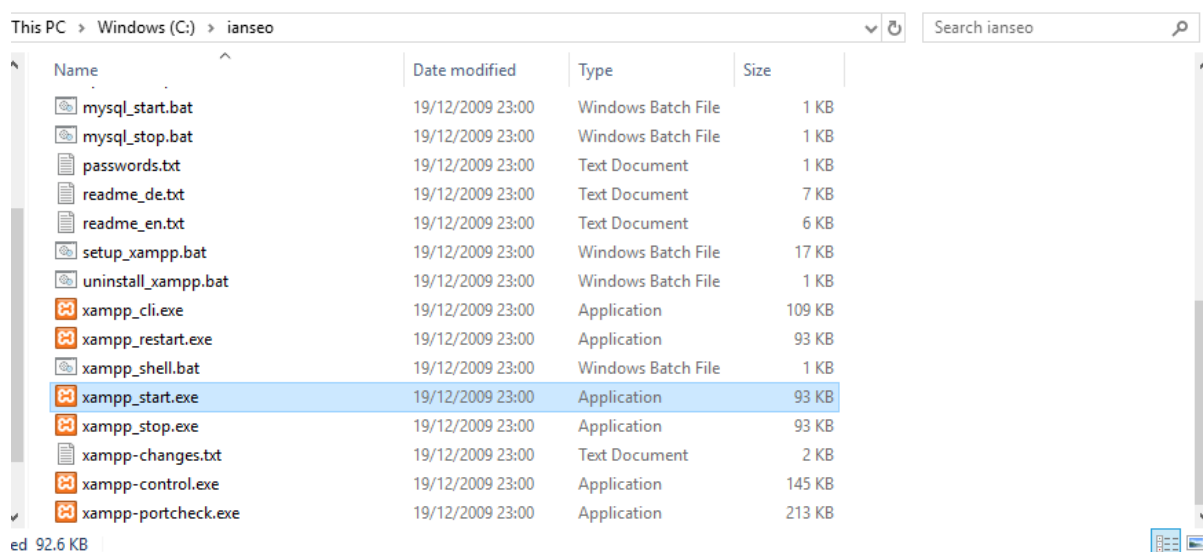 This PC > Windows (C:) > ianseo Search ianseo
Name Date modified Type Size
mysql_start.bat 19/12/2009 23:00 Windows Batch File 1 KB
mysql_stop.bat 19/12/2009 23:00 Windows Batch File 1 KB
passwords.txt 19/12/2009 23:00 Text Document 1 KB
readme_de.txt 19/12/2009 23:00 Text Document 7 KB
readme_en.txt 19/12/2009 23:00 Text Document 6 KB
setup_xampp.bat 19/12/2009 23:00 Windows Batch File 17 KB
uninstall_xampp.bat 19/12/2009 23:00 Windows Batch File 1 KB
xampp_cli.exe 19/12/2009 23:00 Application 109 KB
xampp_restart.exe 19/12/2009 23:00 Application 93 KB
xampp_shell.bat 19/12/2009 23:00 Windows Batch File 1 KB
xampp_start.exe 19/12/2009 23:00 Application 93 KB
xampp_stop.exe 19/12/2009 23:00 Application 93 KB
xampp-changes.txt 19/12/2009 23:00 Text Document 2 KB
xampp-control.exe 19/12/2009 23:00 Application 145 KB
xampp-portcheck.exe 19/12/2009 23:00 Application 213 KB
ed 92.6 KB